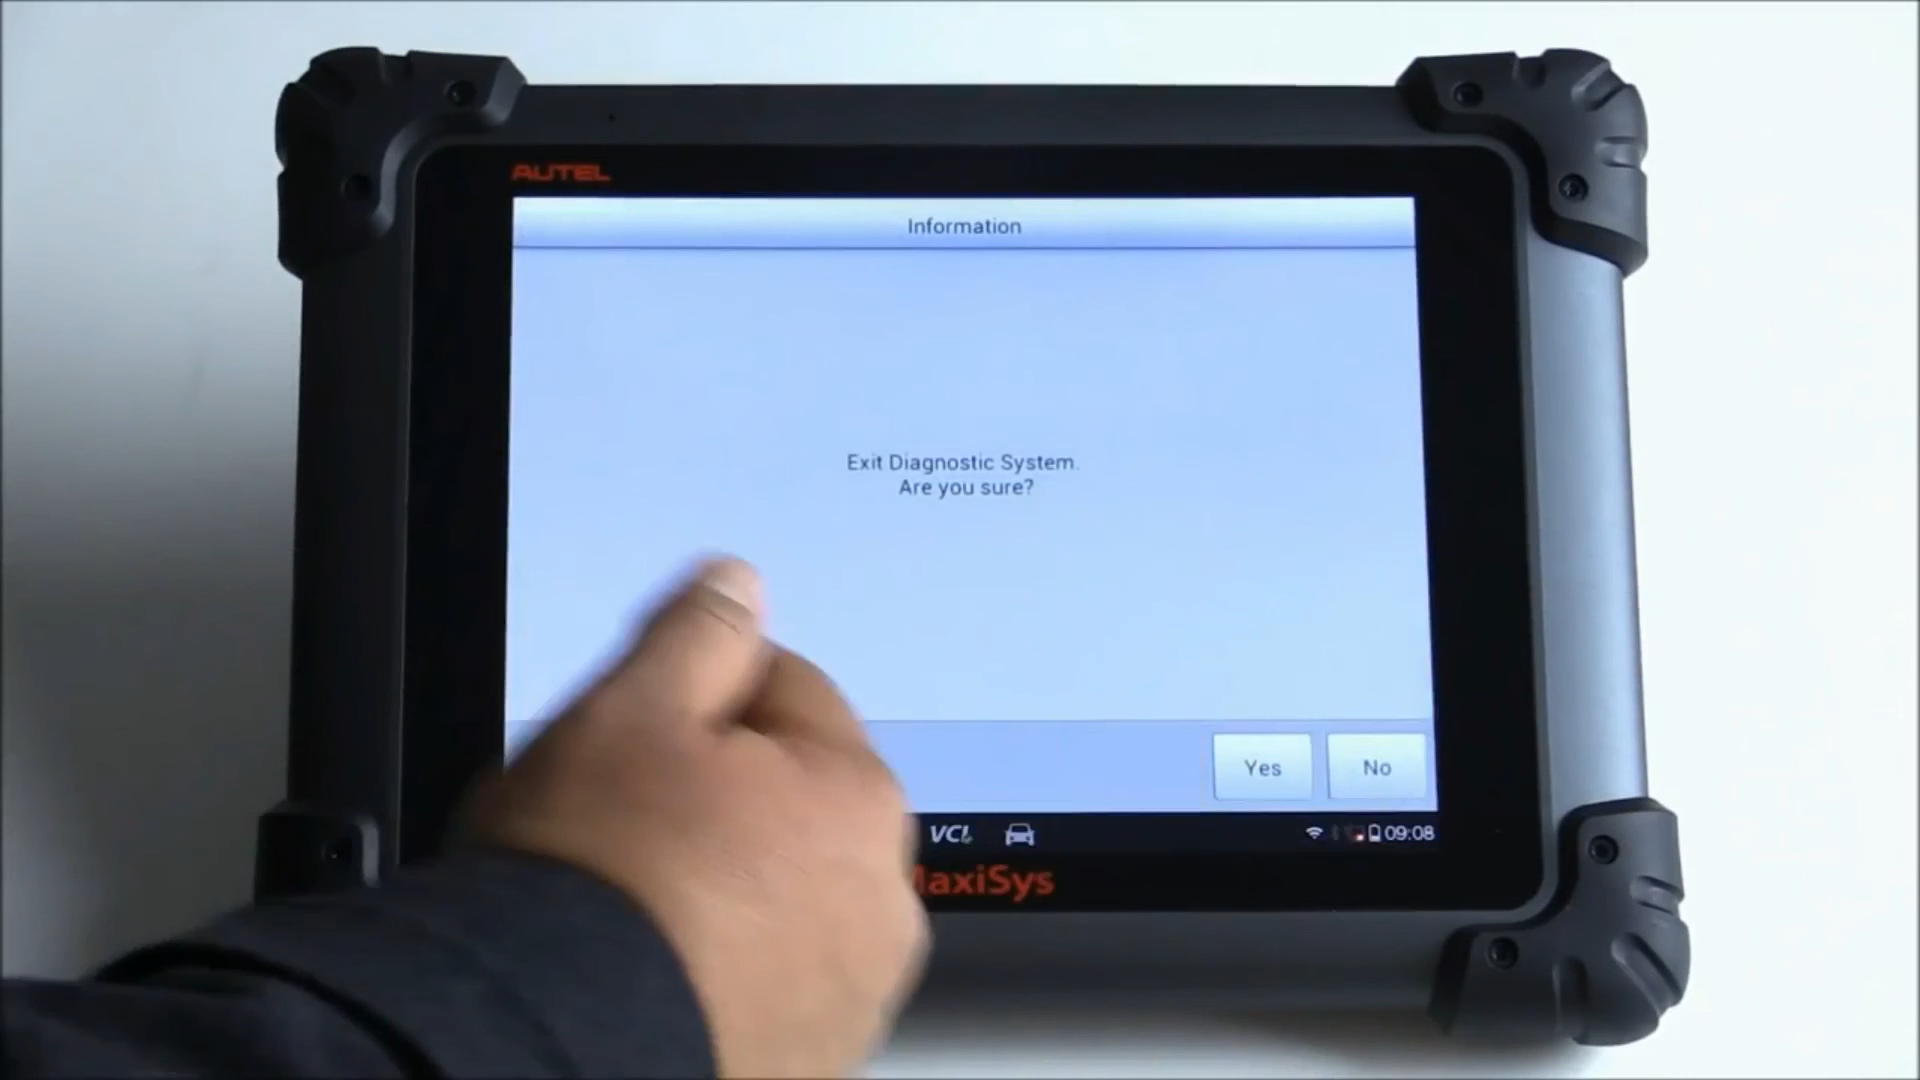 AUTEL
Information
Exit Diagnostic System.
Are you sure?
Yes
No
VCI
09:08
MaxiSys